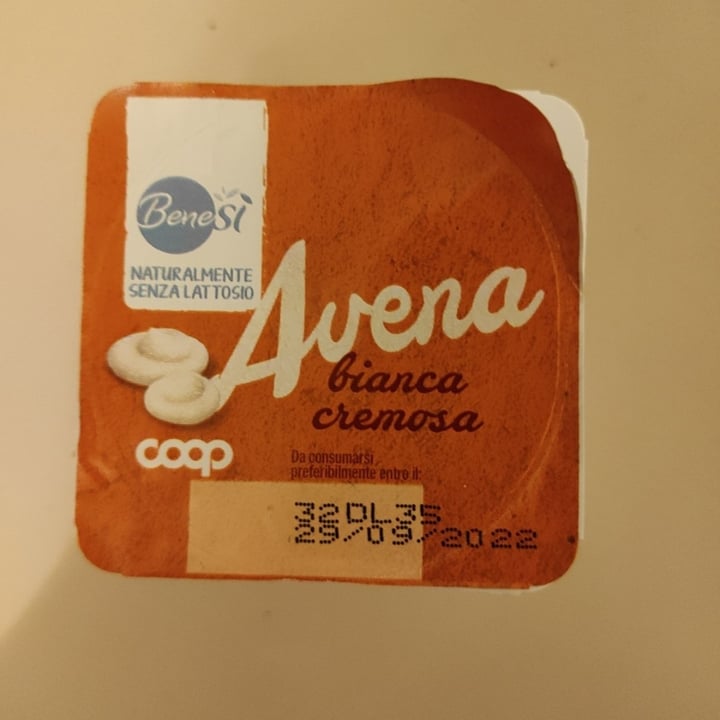 BeneSì
NATURALMENTE
SENZA LATTOSIO
Avena
bianca
cremosa
coop
Da consumarsi
preferibilmente entro il:
32DL35
29/09/2022